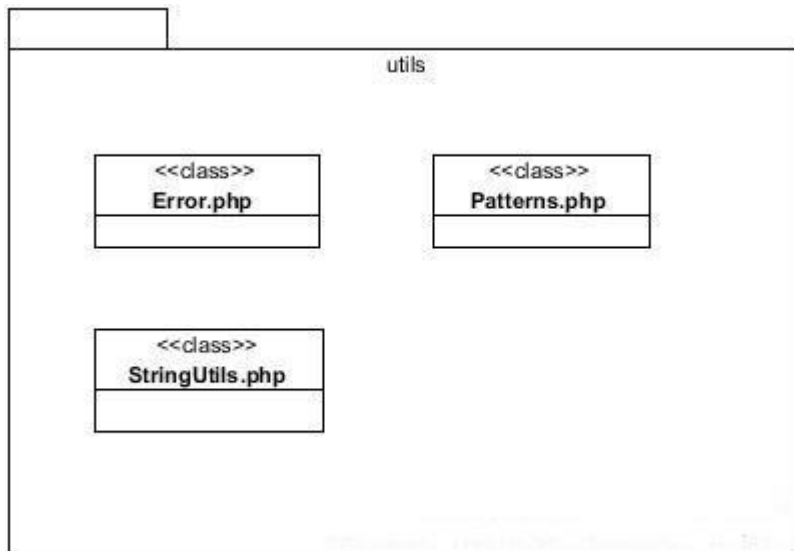 utils
<<class>>
Error.php
<<class>>
Patterns.php
<<class>>
StringUtils.php